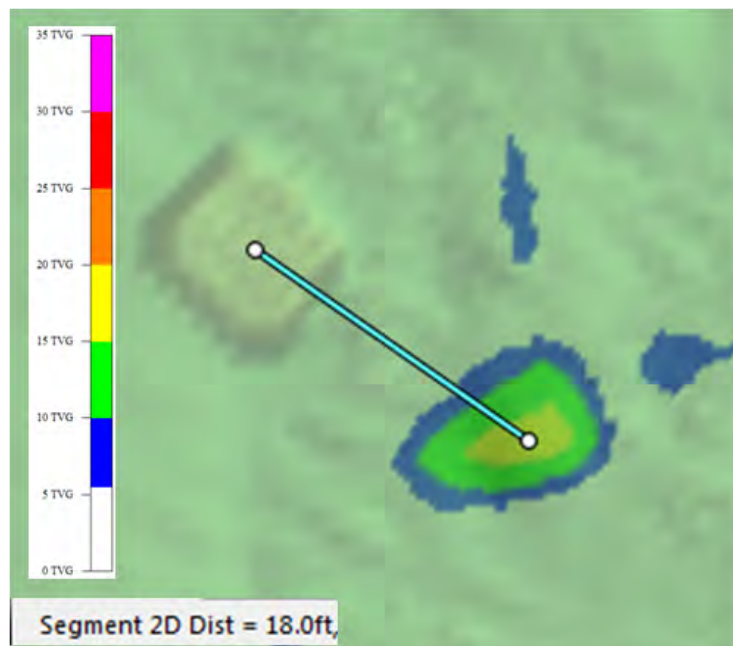 35 TVG
30 TVG
25 TVG
20 TVG
15 TVG
10 TVG
5 TVG
0 TVG
Segment 2D Dist = 18.0ft,